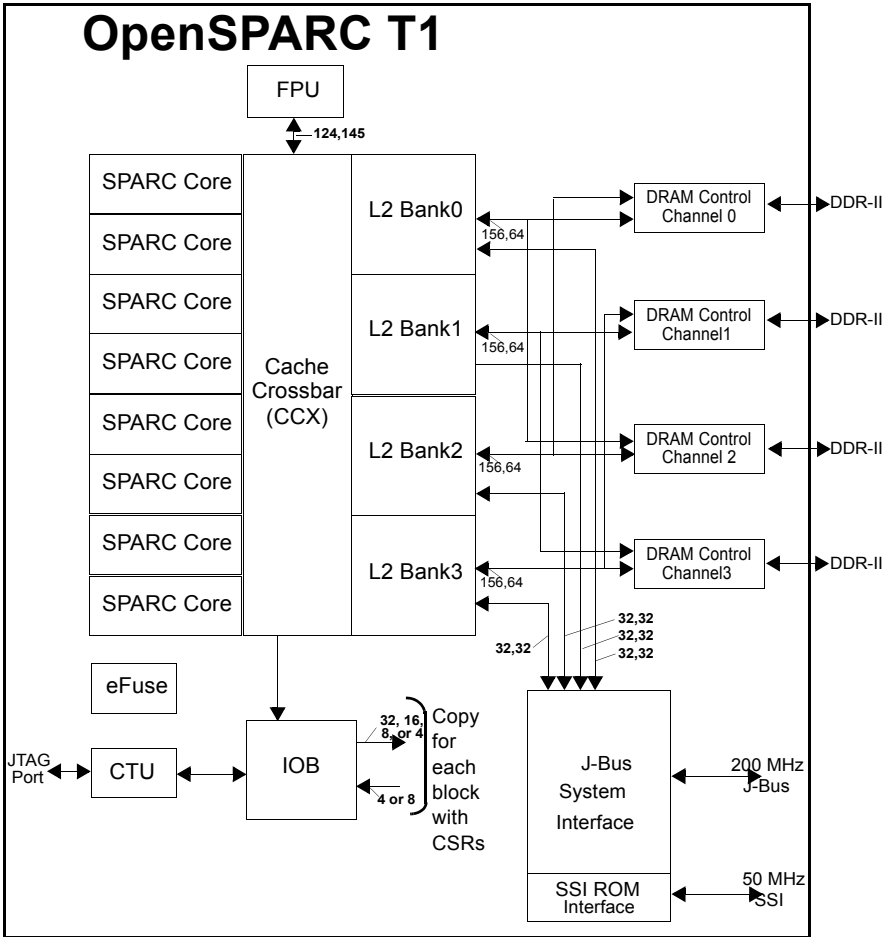 OpenSPARC T1
FPU
124,145
SPARC Core
SPARC Core
SPARC Core
SPARC Core
SPARC Core
SPARC Core
SPARC Core
SPARC Core
Cache
Crossbar
(CCX)
L2 Bank0
L2 Bank1
L2 Bank2
L2 Bank3
156,64
156,64
156,64
156,64
DRAM Control
Channel 0
DDR-II
DRAM Control
Channel1
DDR-II
DRAM Control
Channel 2
DDR-II
DRAM Control
Channel3
DDR-II
32,32
32,32
32,32
32,32
eFuse
JTAG
Port
CTU
IOB
32, 16,
8, or 4
4 or 8
Copy
for
each
block
with
CSRs
J-Bus
System
Interface
200 MHz
J-Bus
SSI ROM
Interface
50 MHz
SSI